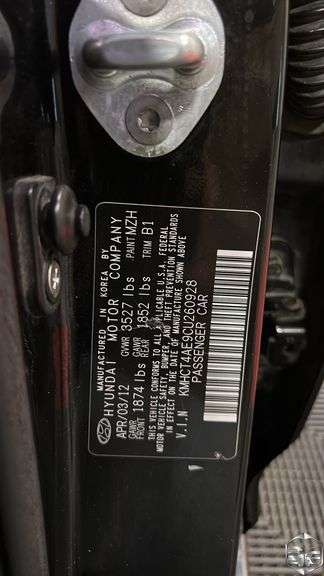 MANUFACTURED IN KOREA BY
HYUNDAI MOTOR COMPANY
APR/03/12 GVWR 3527 lbs PAINT MZH
GAWR FRONT 1874 lbs GAWR REAR 1852 lbs TRIM B1
THIS VEHICLE CONFORMS TO ALL APPLICABLE U.S.A. FEDERAL
MOTOR VEHICLE SAFETY, BUMPER, AND THEFT PREVENTION STANDARDS
IN EFFECT ON THE DATE OF MANUFACTURE SHOWN ABOVE
V.I.N KMHCT4AE9CU260928
PASSENGER CAR